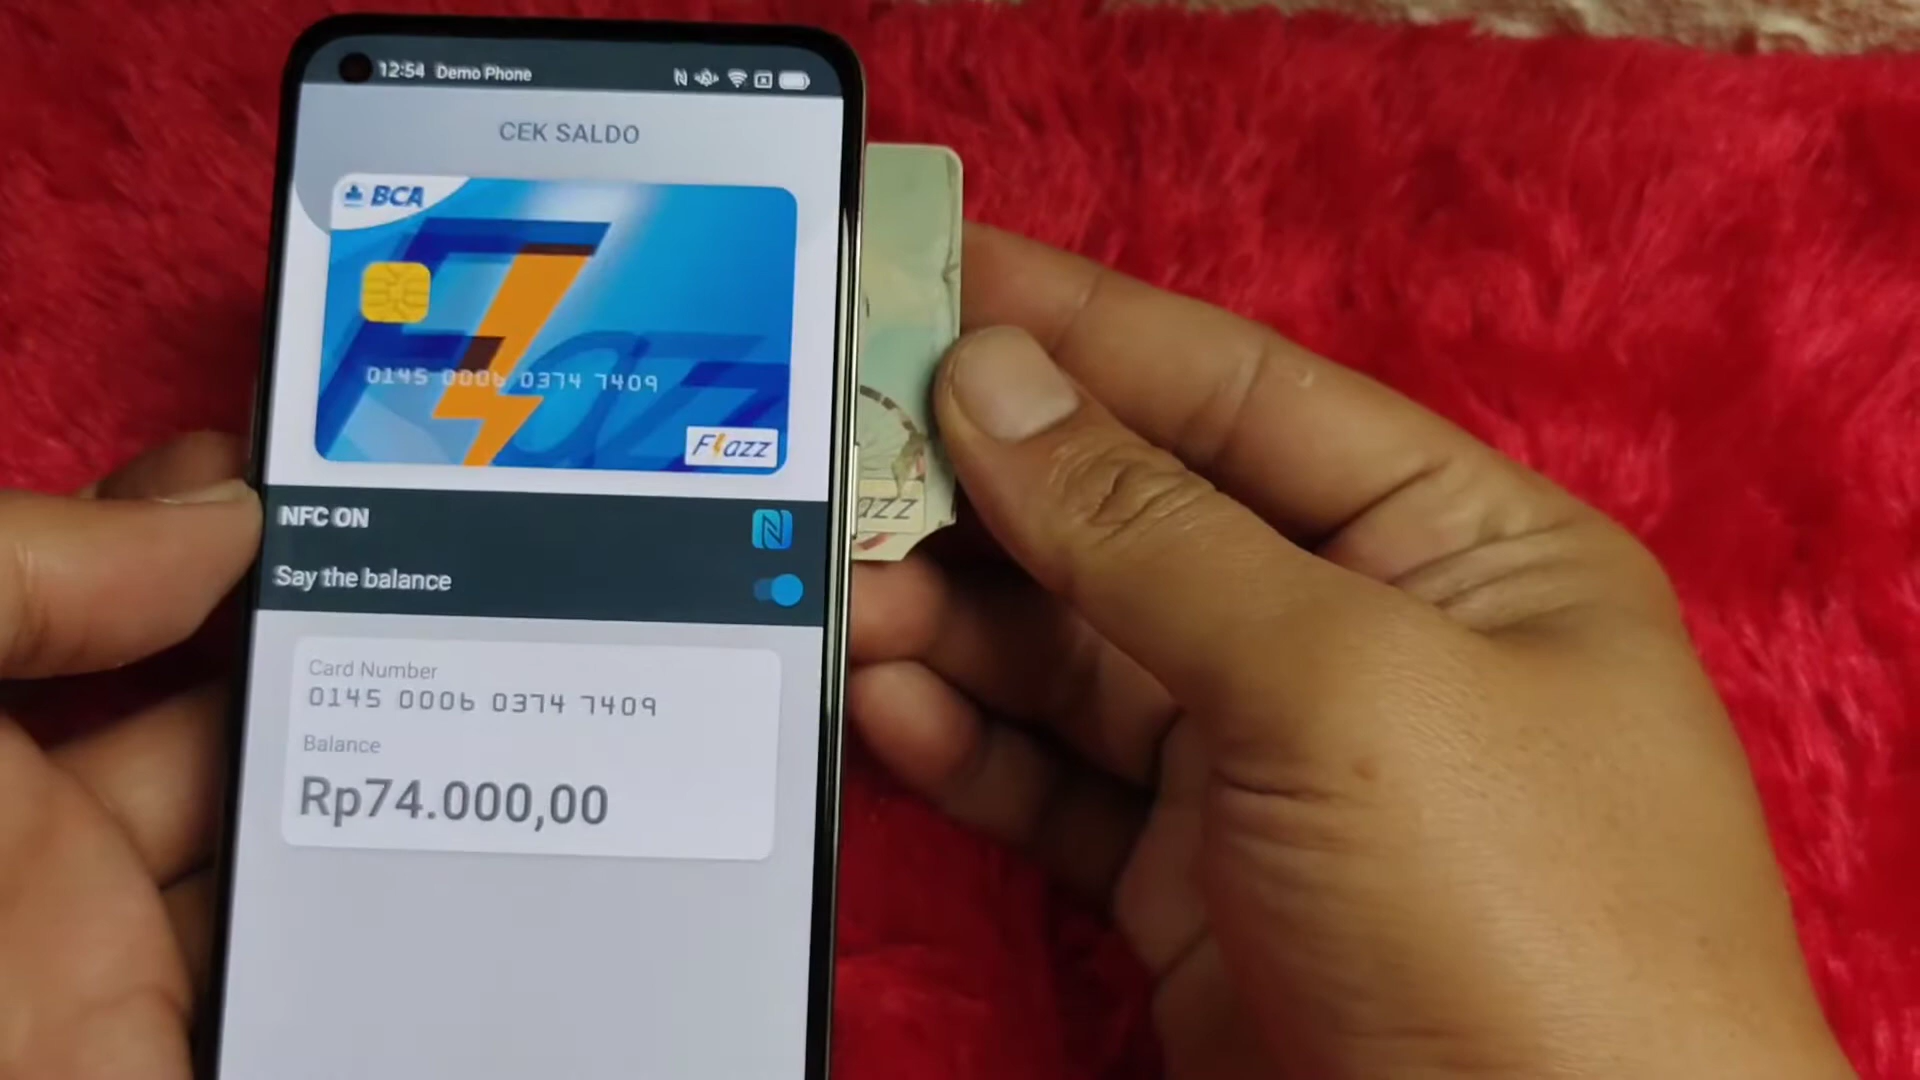 12:54 Demo Phone
CEK SALDO
BCA
0145 0006 0374 7409
Flazz
NFC ON
Say the balance
Card Number
0145 0006 0374 7409
Balance
Rp74.000,00
azz